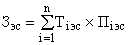 Зэс = n∑i=1 Тiэс × Пiэс